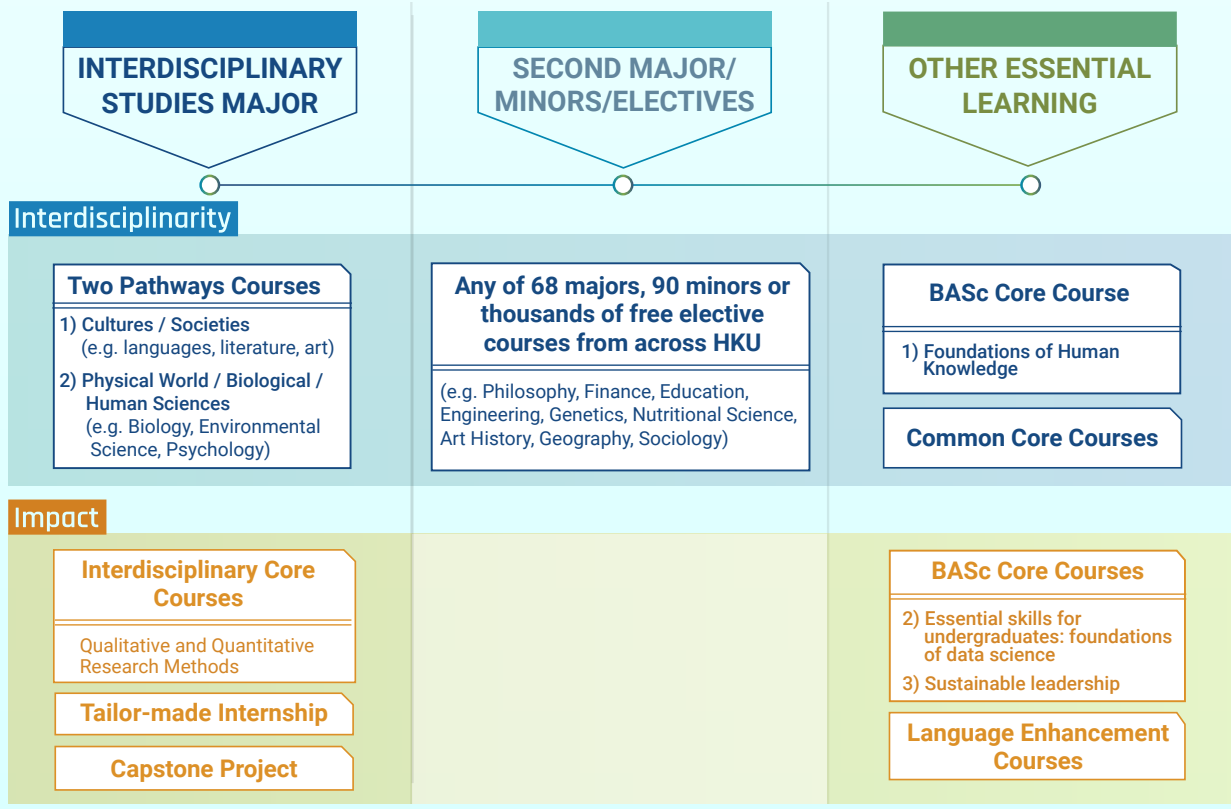 INTERDISCIPLINARY
STUDIES MAJOR
SECOND MAJOR/
MINORS/ELECTIVES
OTHER ESSENTIAL
LEARNING
Interdisciplinarity
Two Pathways Courses
1) Cultures / Societies
(e.g. languages, literature, art)
2) Physical World / Biological /
Human Sciences
(e.g. Biology, Environmental
Science, Psychology)
Any of 68 majors, 90 minors or
thousands of free elective
courses from across HKU
(e.g. Philosophy, Finance, Education,
Engineering, Genetics, Nutritional Science,
Art History, Geography, Sociology)
BASc Core Course
1) Foundations of Human
Knowledge
Common Core Courses
Impact
Interdisciplinary Core
Courses
Qualitative and Quantitative
Research Methods
Tailor-made Internship
Capstone Project
BASc Core Courses
2) Essential skills for
undergraduates: foundations
of data science
3) Sustainable leadership
Language Enhancement
Courses